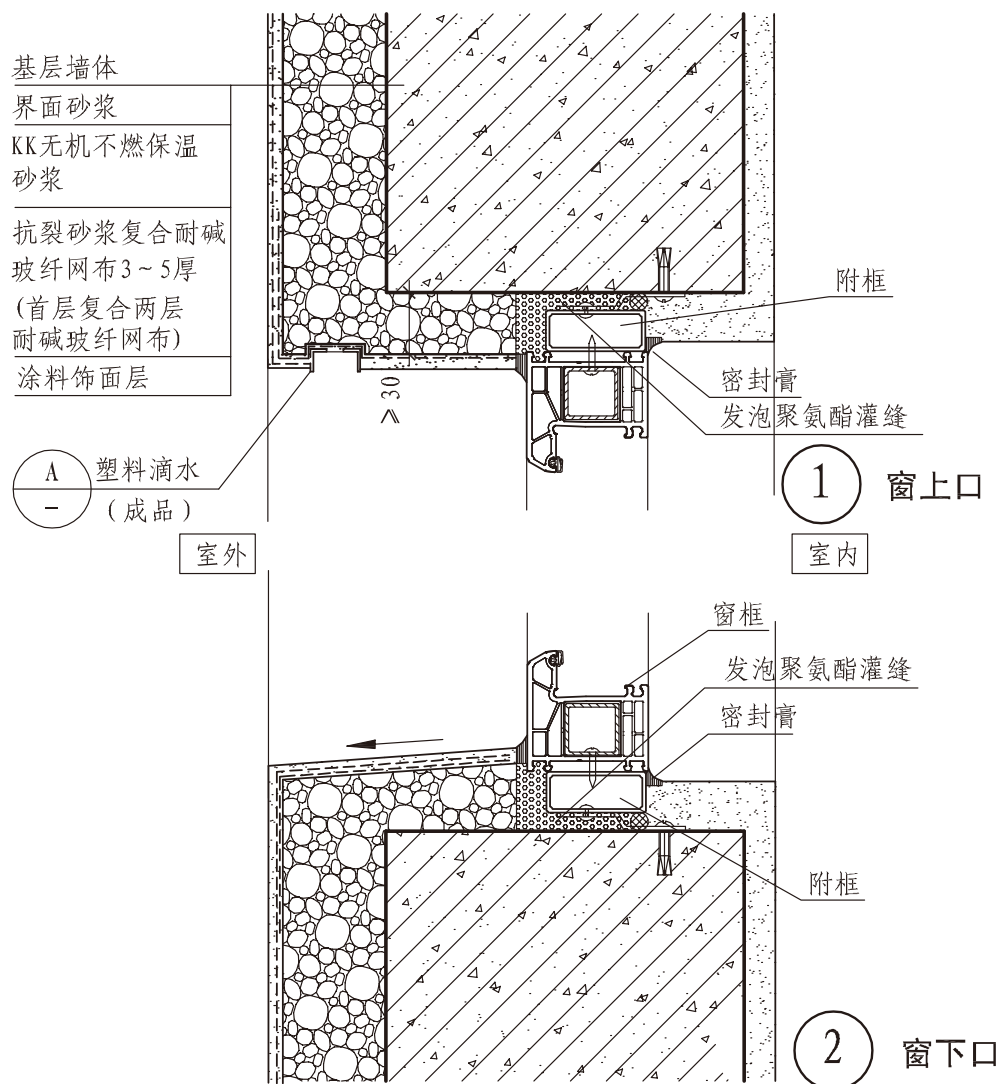 基层墙体
界面砂浆
KK无机不燃保温
砂浆
抗裂砂浆复合耐碱
玻纤网布3~5厚
(首层复合两层
耐碱玻纤网布)
涂料饰面层
A
-
塑料滴水
(成品)
≥30
附框
密封膏
发泡聚氨酯灌缝
1 窗上口
室外
室内
窗框
发泡聚氨酯灌缝
密封膏
附框
2 窗下口